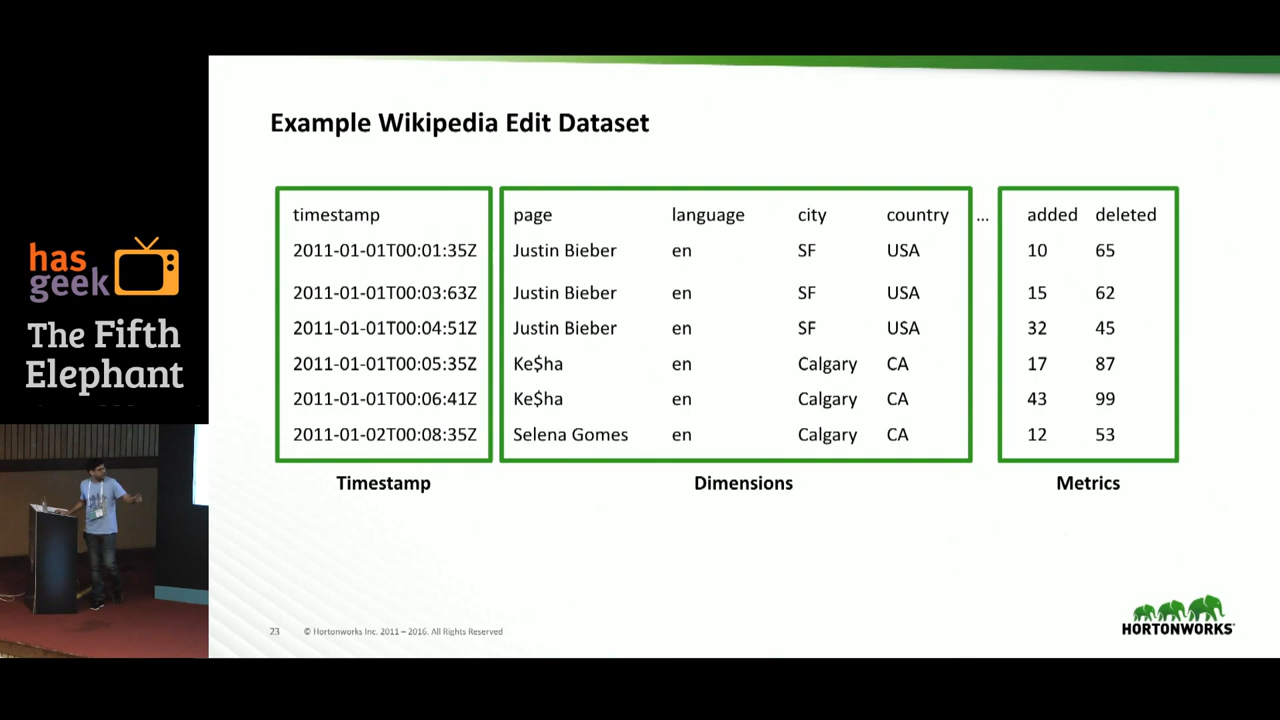 Example Wikipedia Edit Dataset
timestamp page language city country ... added deleted
2011-01-01T00:01:35Z Justin Bieber en SF USA 10 65
2011-01-01T00:03:63Z Justin Bieber en SF USA 15 62
2011-01-01T00:04:51Z Justin Bieber en SF USA 32 45
2011-01-01T00:05:35Z Ke$ha en Calgary CA 17 87
2011-01-01T00:06:41Z Ke$ha en Calgary CA 43 99
2011-01-02T00:08:35Z Selena Gomes en Calgary CA 12 53
Timestamp Dimensions Metrics
23 © Hortonworks Inc. 2011 – 2016. All Rights Reserved
HORTONWORKS
has
geek
The Fifth
Elephant